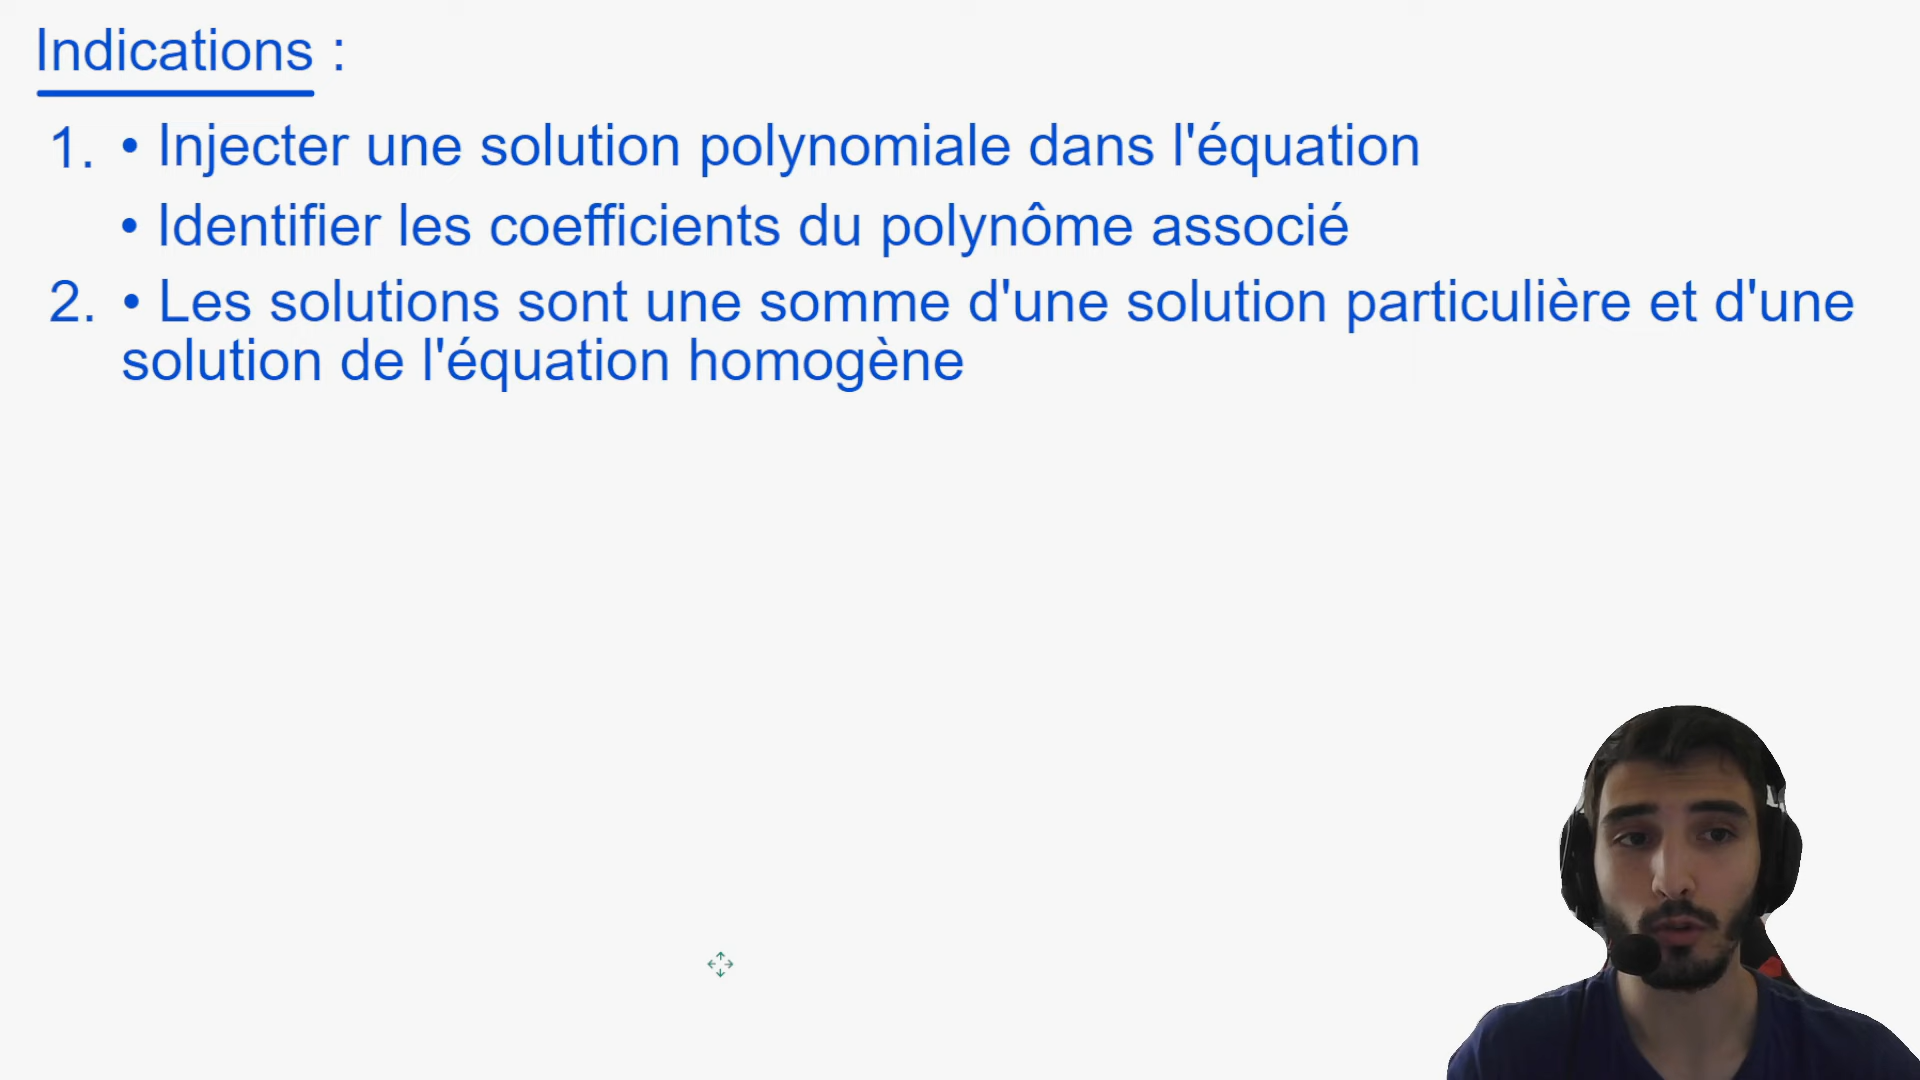 Indications :
1. • Injecter une solution polynomiale dans l'équation
• Identifier les coefficients du polynôme associé
2. • Les solutions sont une somme d'une solution particulière et d'une
solution de l'équation homogène